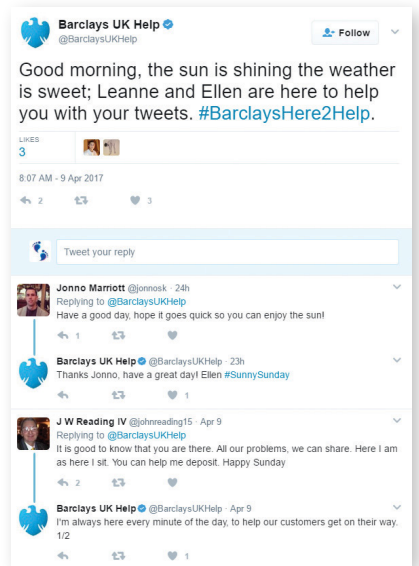 Barclays UK Help
@BarclaysUKHelp
Follow
Good morning, the sun is shining the weather
is sweet; Leanne and Ellen are here to help
you with your tweets. #BarclaysHere2Help.
LIKES
3
8:07 AM - 9 Apr 2017
2 3
Tweet your reply
Jonno Marriott @jonnosk · 24h
Replying to @BarclaysUKHelp
Have a good day, hope it goes quick so you can enjoy the sun!
1
Barclays UK Help @BarclaysUKHelp · 23h
Thanks Jonno, have a great day! Ellen #SunnySunday
1
J W Reading IV @johnreading15 · Apr 9
Replying to @BarclaysUKHelp
It is good to know that you are there. All our problems, we can share. Here I am
as here I sit. You can help me deposit. Happy Sunday
2
Barclays UK Help @BarclaysUKHelp · Apr 9
I'm always here every minute of the day, to help our customers get on their way.
1/2
1